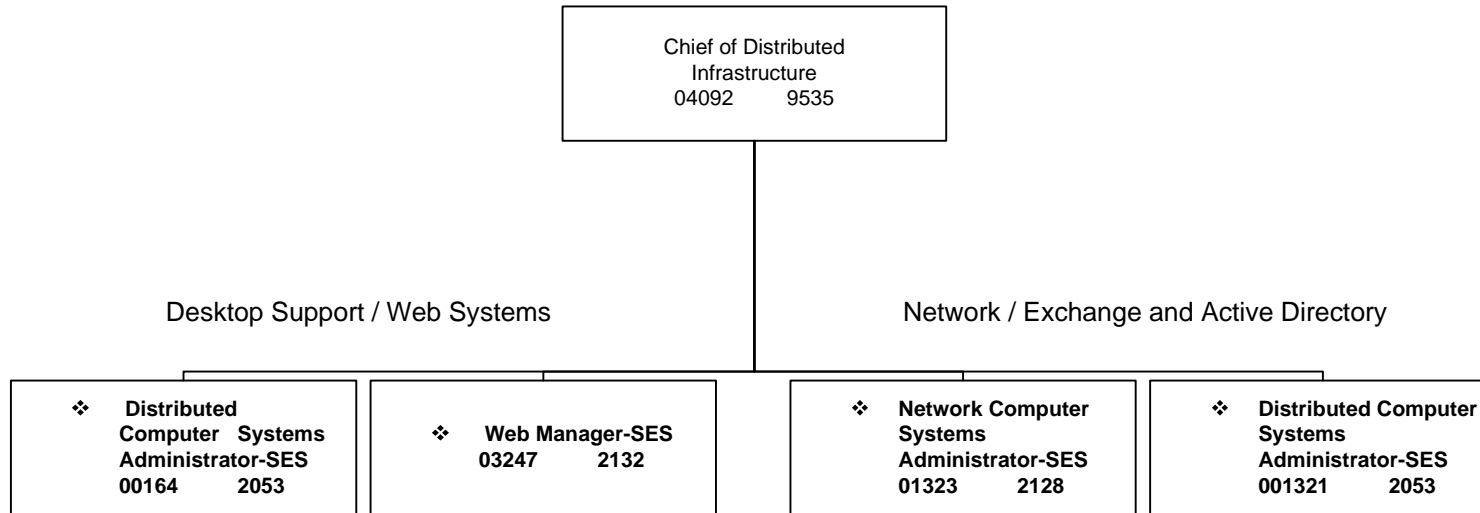 Chief of Distributed
Infrastructure
04092 9535
Desktop Support / Web Systems
Network / Exchange and Active Directory
❖ Distributed
Computer Systems
Administrator-SES
00164 2053
❖ Web Manager-SES
03247 2132
❖ Network Computer
Systems
Administrator-SES
01323 2128
❖ Distributed Computer
Systems
Administrator-SES
001321 2053